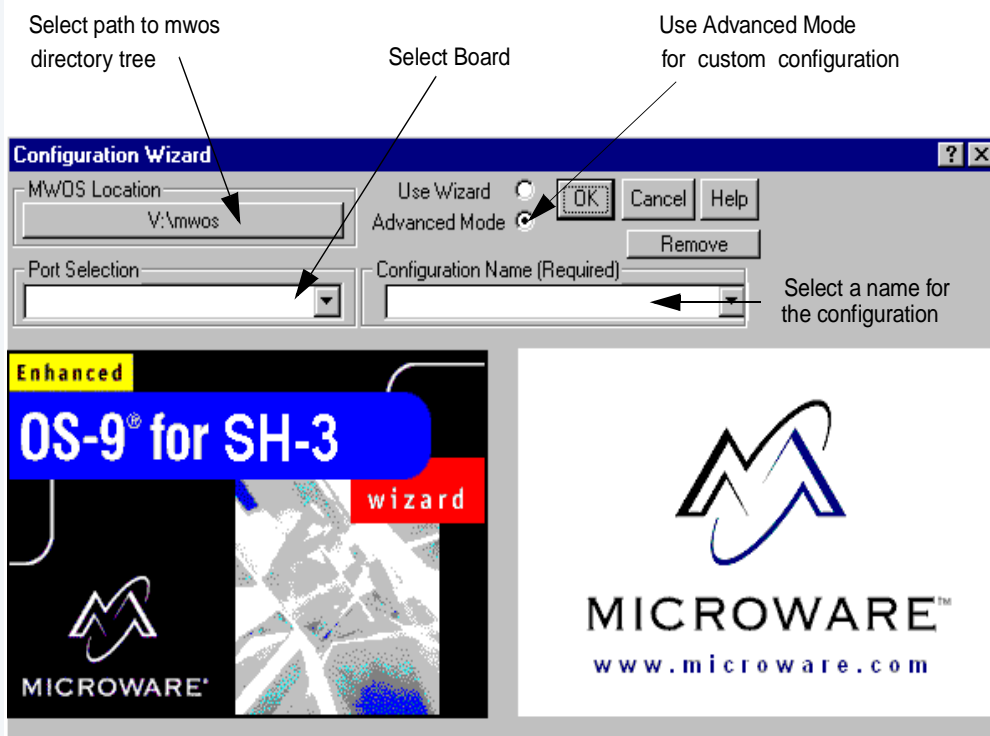 Select path to mwos
directory tree
Select Board
Use Advanced Mode
for custom configuration
Configuration Wizard
MWOS Location
V:\mwos
Use Wizard
Advanced Mode
OK
Cancel
Help
Remove
Port Selection
Configuration Name (Required)
Select a name for
the configuration
Enhanced
OS-9® for SH-3
wizard
MICROWARE®
MICROWARE™
www.microware.com